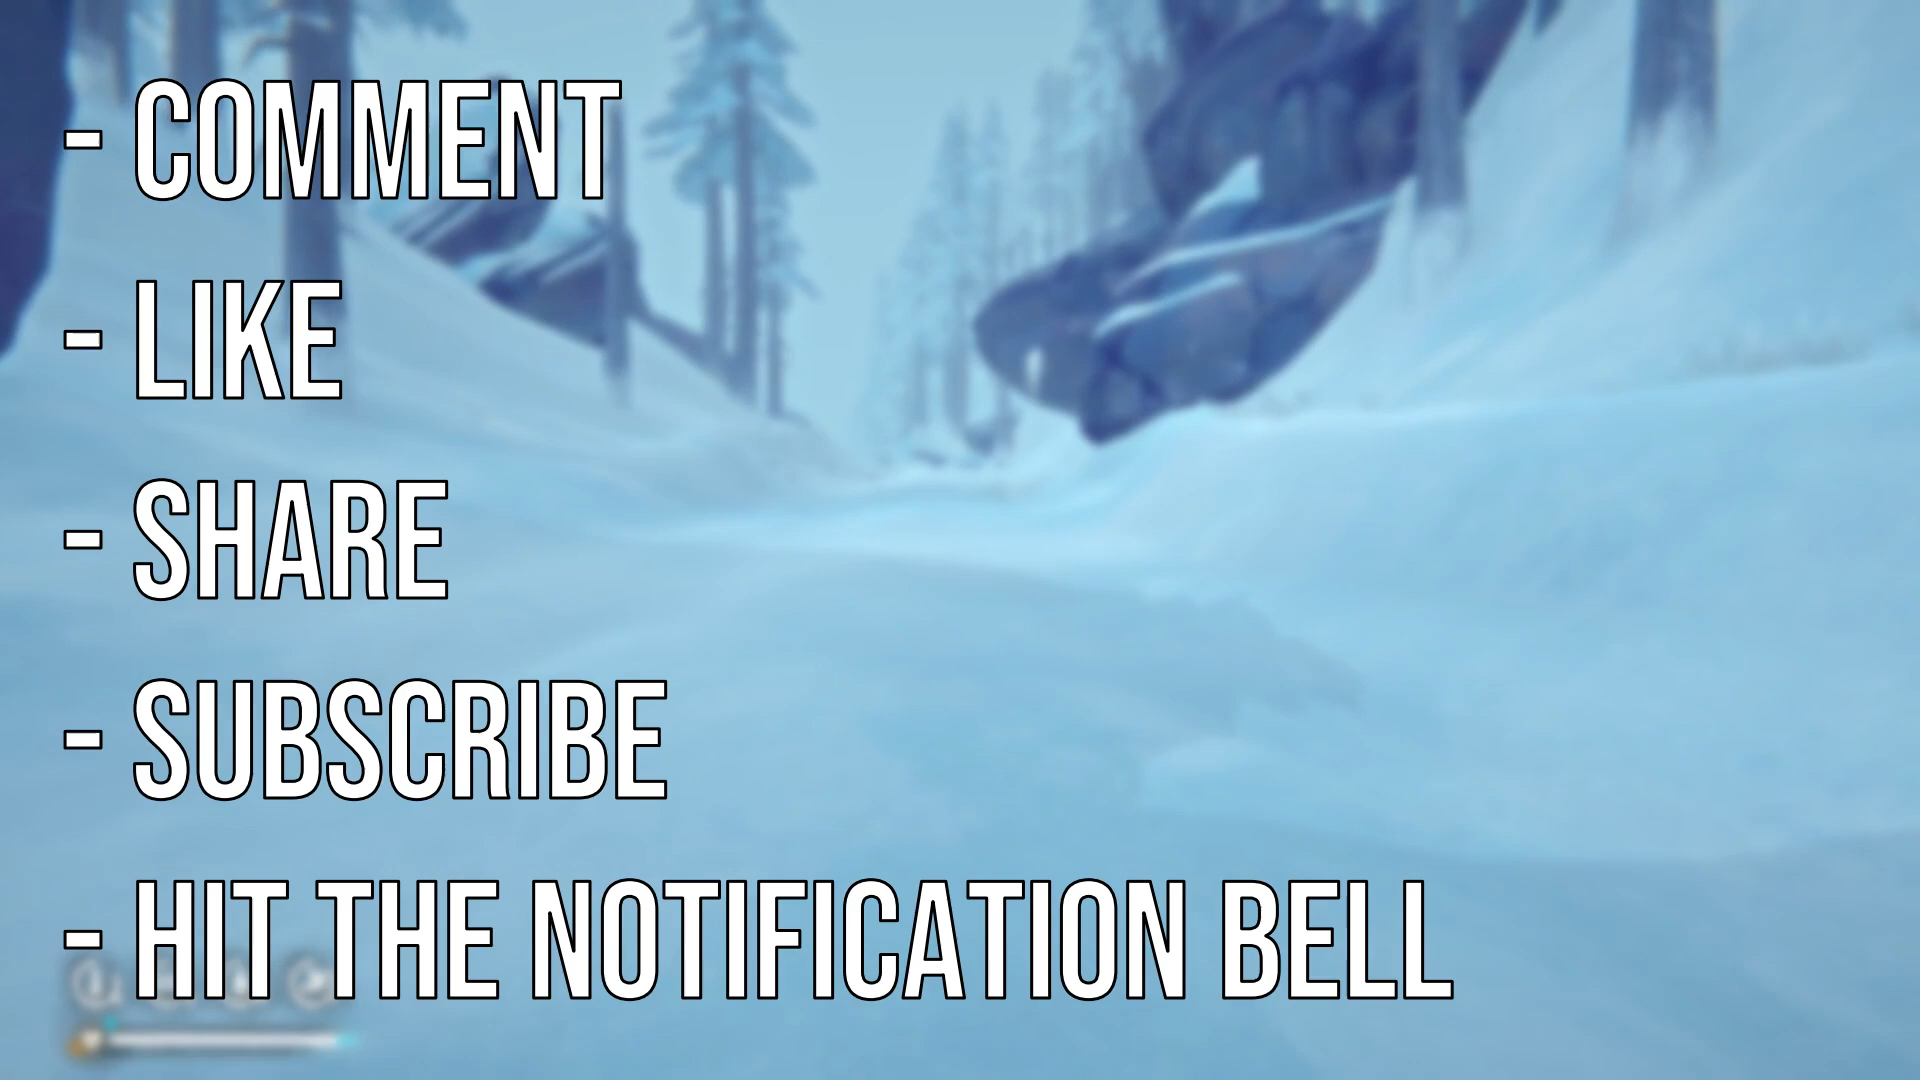 - COMMENT
- LIKE
- SHARE
- SUBSCRIBE
- HIT THE NOTIFICATION BELL